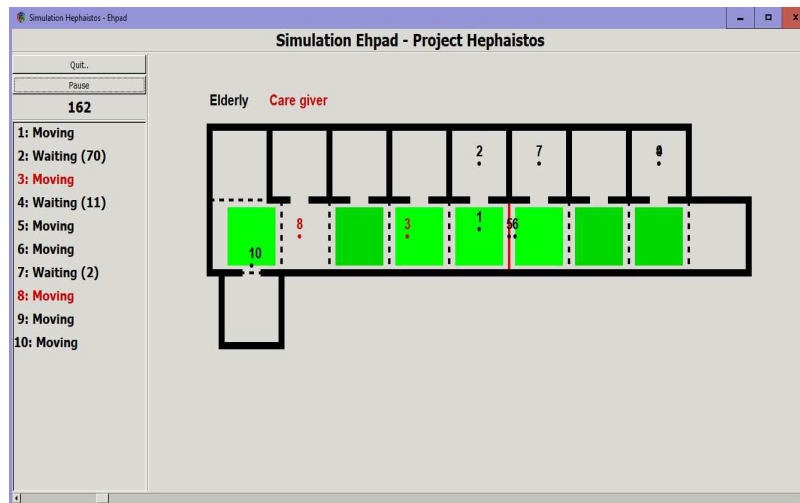 Simulation Hephaistos - Ehpad
Simulation Ehpad - Project Hephaistos
Quit..
Pause
162
Elderly Care giver
1: Moving
2: Waiting (70)
3: Moving
4: Waiting (11)
5: Moving
6: Moving
7: Waiting (2)
8: Moving
9: Moving
10: Moving
2 7
8 3 1 56
10